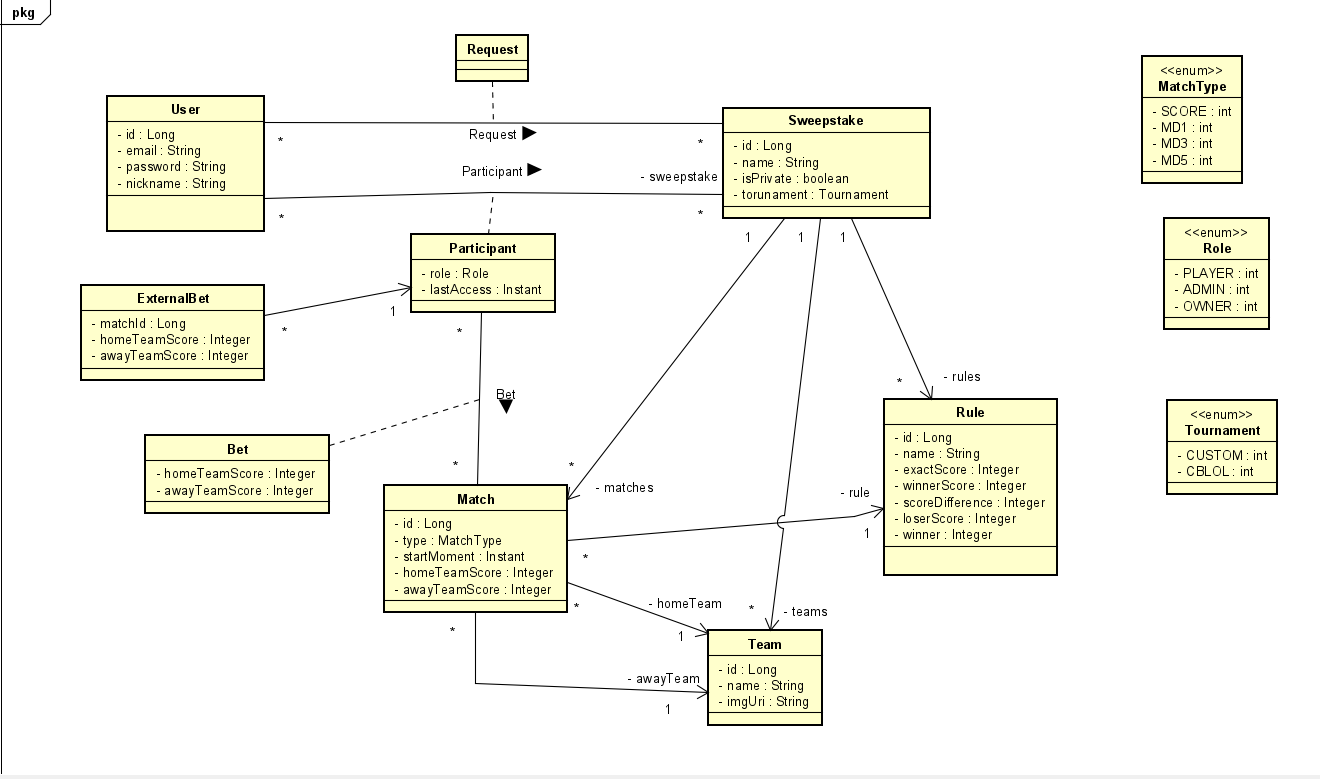 pkg
Request
User
- id : Long
- email : String
- password : String
- nickname : String
*
Request
*
Participant
- sweepstake
*
*
Sweepstake
- id : Long
- name : String
- isPrivate : boolean
- torunament : Tournament
1
1
1
<<enum>>
MatchType
- SCORE : int
- MD1 : int
- MD3 : int
- MD5 : int
<<enum>>
Role
- PLAYER : int
- ADMIN : int
- OWNER : int
<<enum>>
Tournament
- CUSTOM : int
- CBLOL : int
Participant
- role : Role
- lastAccess : Instant
ExternalBet
- matchId : Long
- homeTeamScore : Integer
- awayTeamScore : Integer
*
1
*
Bet
*
Bet
- homeTeamScore : Integer
- awayTeamScore : Integer
*
- matches
*
- rules
Rule
- id : Long
- name : String
- exactScore : Integer
- winnerScore : Integer
- scoreDifference : Integer
- loserScore : Integer
- winner : Integer
Match
- id : Long
- type : MatchType
- startMoment : Instant
- homeTeamScore : Integer
- awayTeamScore : Integer
*
- rule
1
*
- homeTeam
1
*
- teams
*
- awayTeam
1
Team
- id : Long
- name : String
- imgUri : String